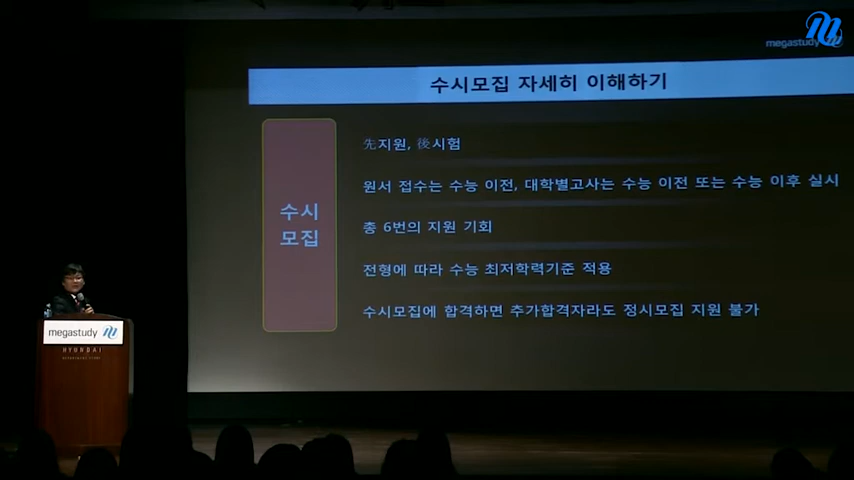 megastudy
수시모집 자세히 이해하기
수시
모집
先지원, 後시험
원서 접수는 수능 이전, 대학별고사는 수능 이전 또는 수능 이후 실시
총 6번의 지원 기회
전형에 따라 수능 최저학력기준 적용
수시모집에 합격하면 추가합격자라도 정시모집 지원 불가
megastudy
HYUNDAI
DEPARTMENT STORE